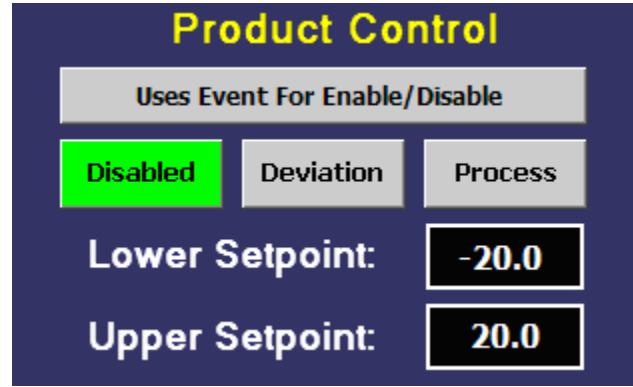 Product Control
Uses Event For Enable/Disable
Disabled Deviation Process
Lower Setpoint: -20.0
Upper Setpoint: 20.0